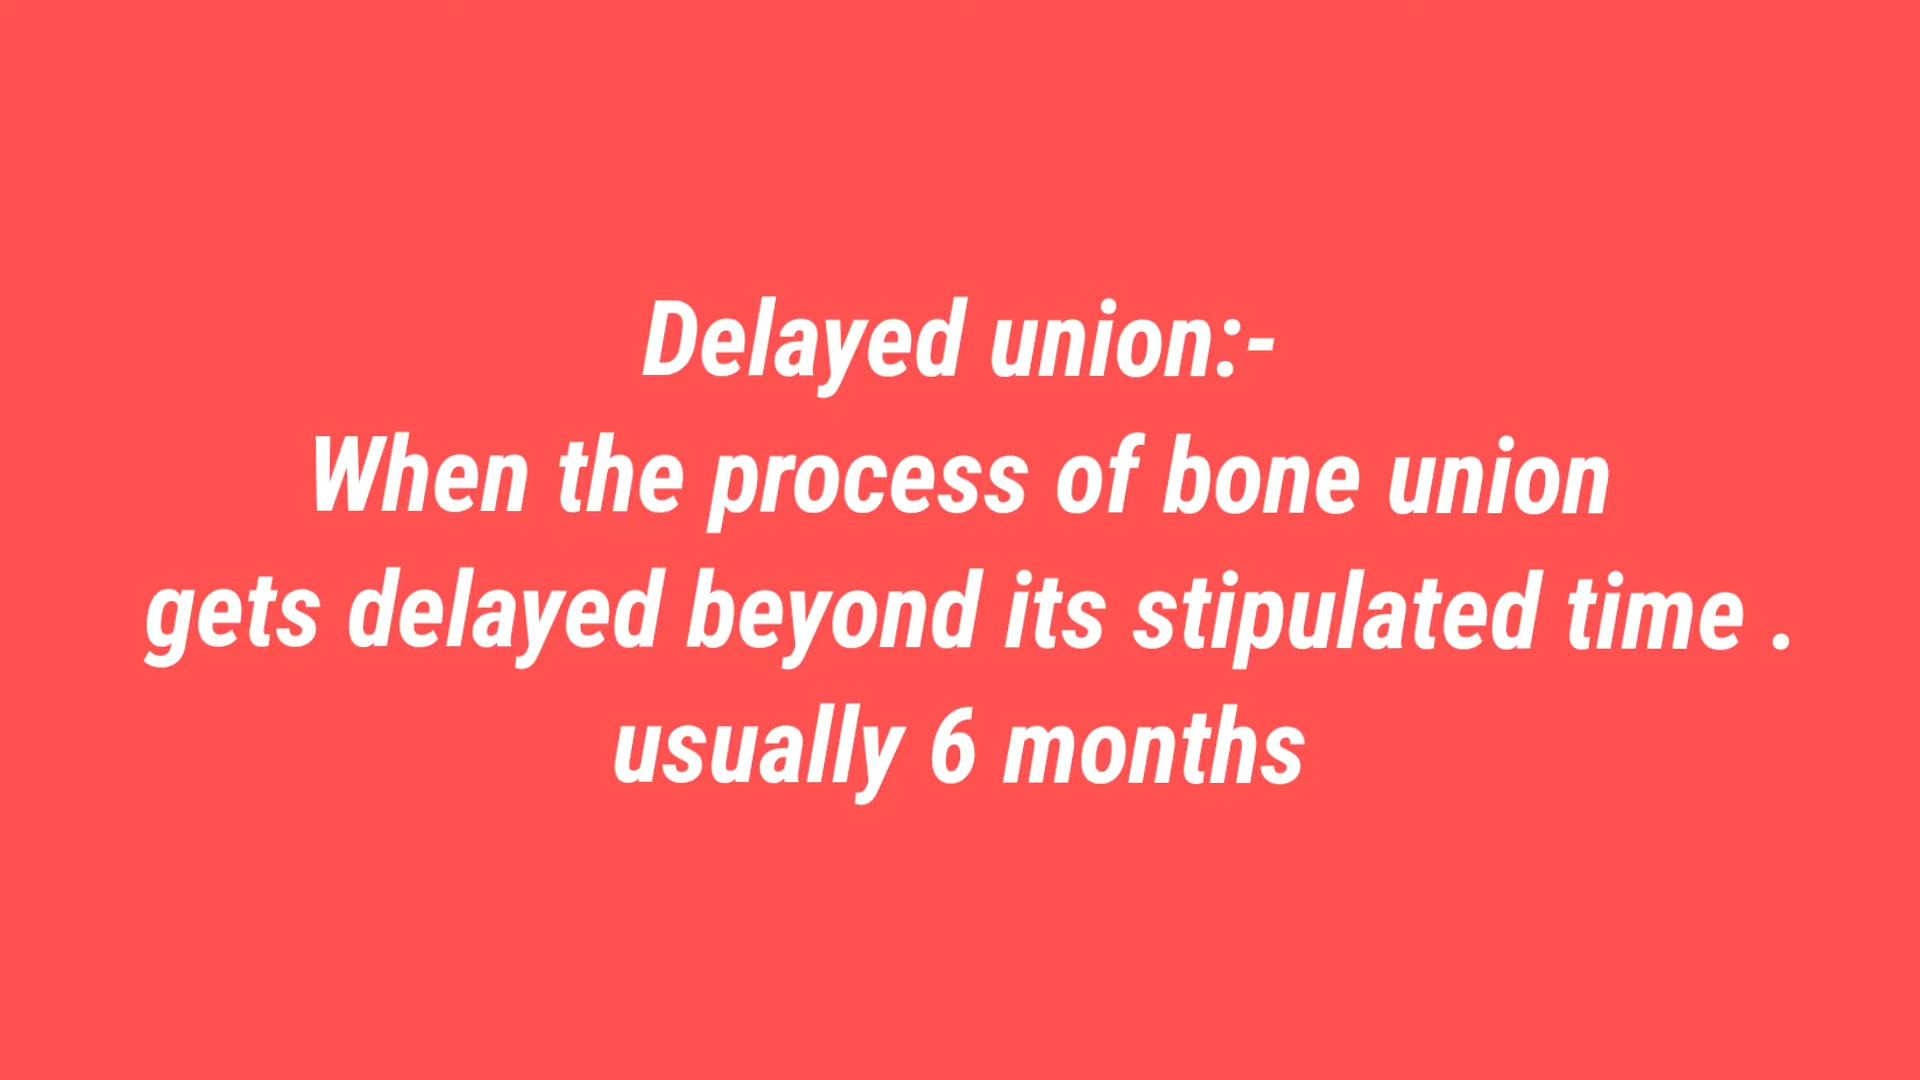 Delayed union:-
When the process of bone union
gets delayed beyond its stipulated time .
usually 6 months